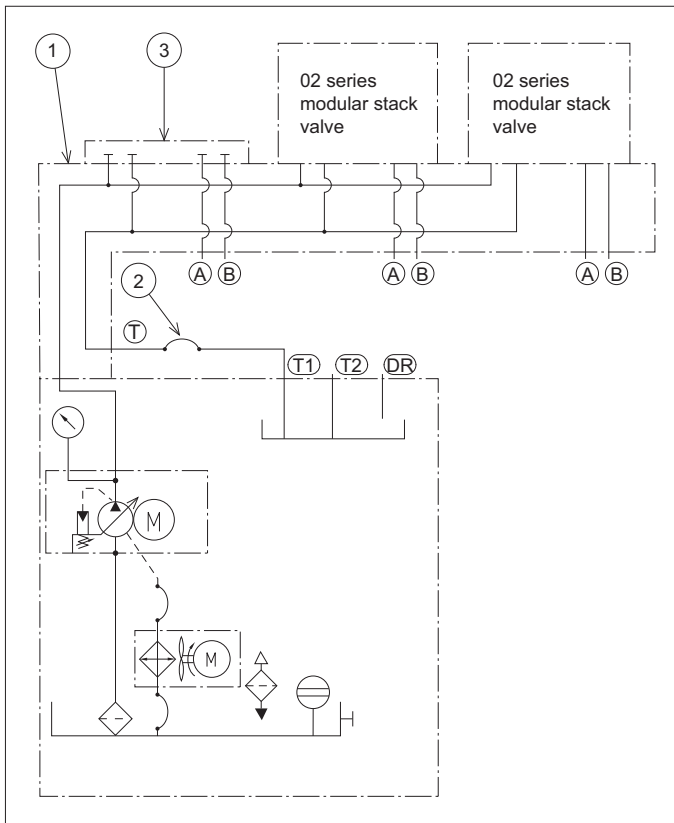 1
3
02 series
modular stack
valve
02 series
modular stack
valve
A B
A B
A B
2
T
T1 T2 DR
M
M